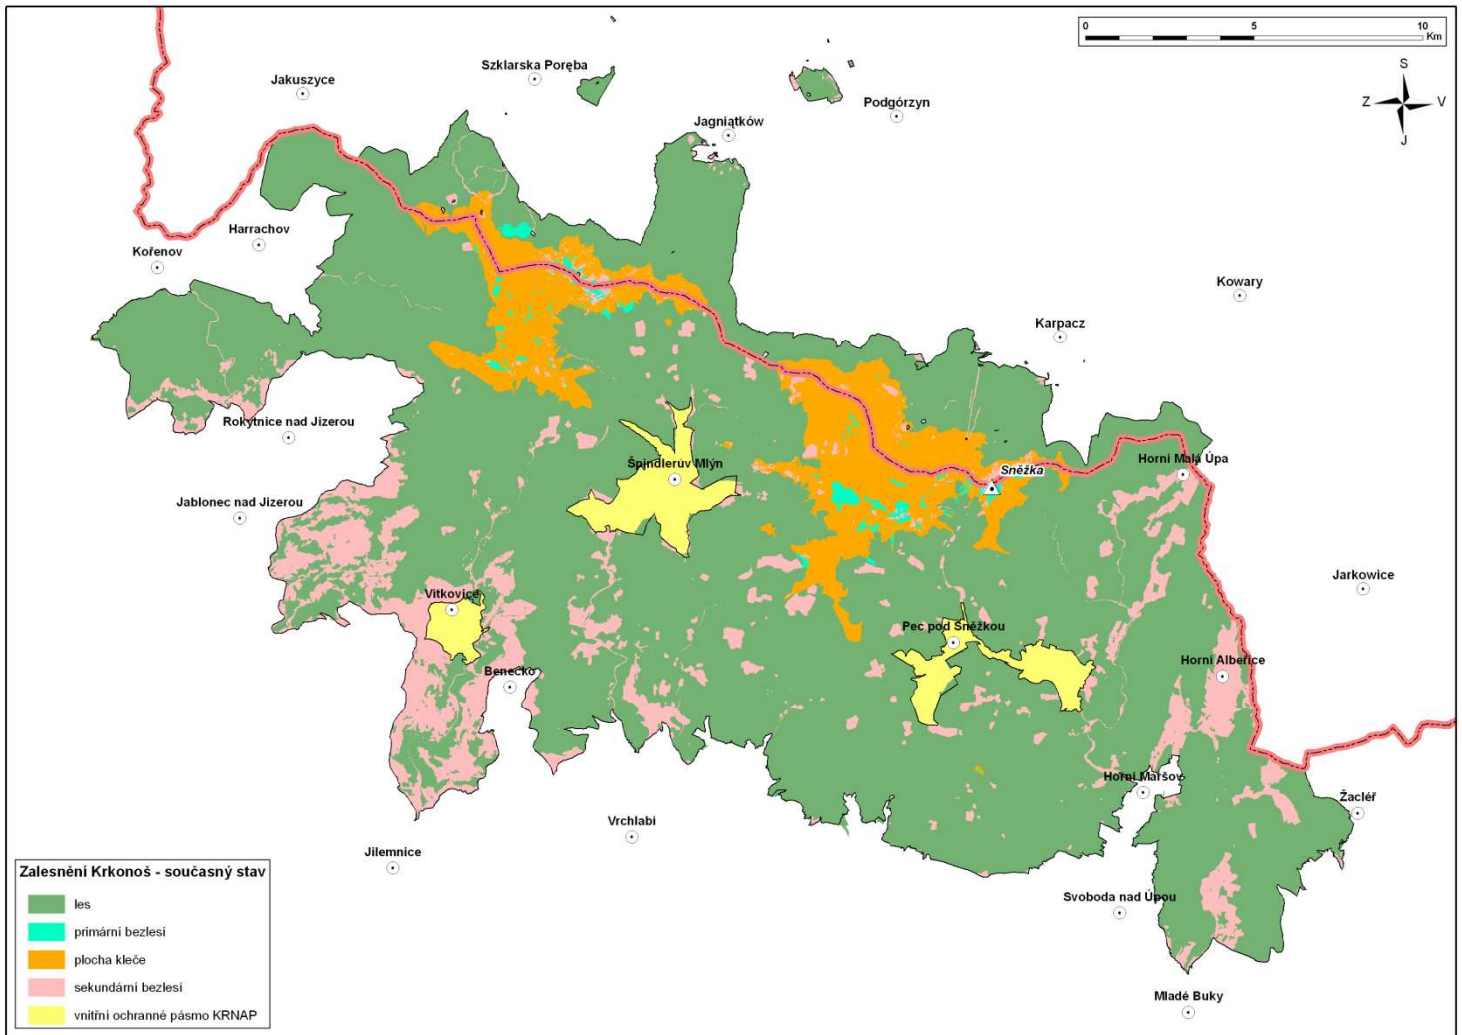 0 5 10
Km
S
Z V
J
Szklarska Poręba
Jakuszyce
Podgórzyn
Jagniątków
Harrachov
Kořenov
Kowary
Karpacz
Rokytnice nad Jizerou
Horní Malá Úpa
Špindlerův Mlýn
Sněžka
Jablonec nad Jizerou
Jarkowice
Vítkovice
Pec pod Sněžkou
Benecko
Horní Albeřice
Horní Maršov
Žacléř
Vrchlabí
Jilemnice
Svoboda nad Úpou
Mladé Buky
Zalesnění Krkonoš - současný stav
les
primární bezlesí
plocha kleče
sekundární bezlesí
vnitřní ochranné pásmo KRNAP